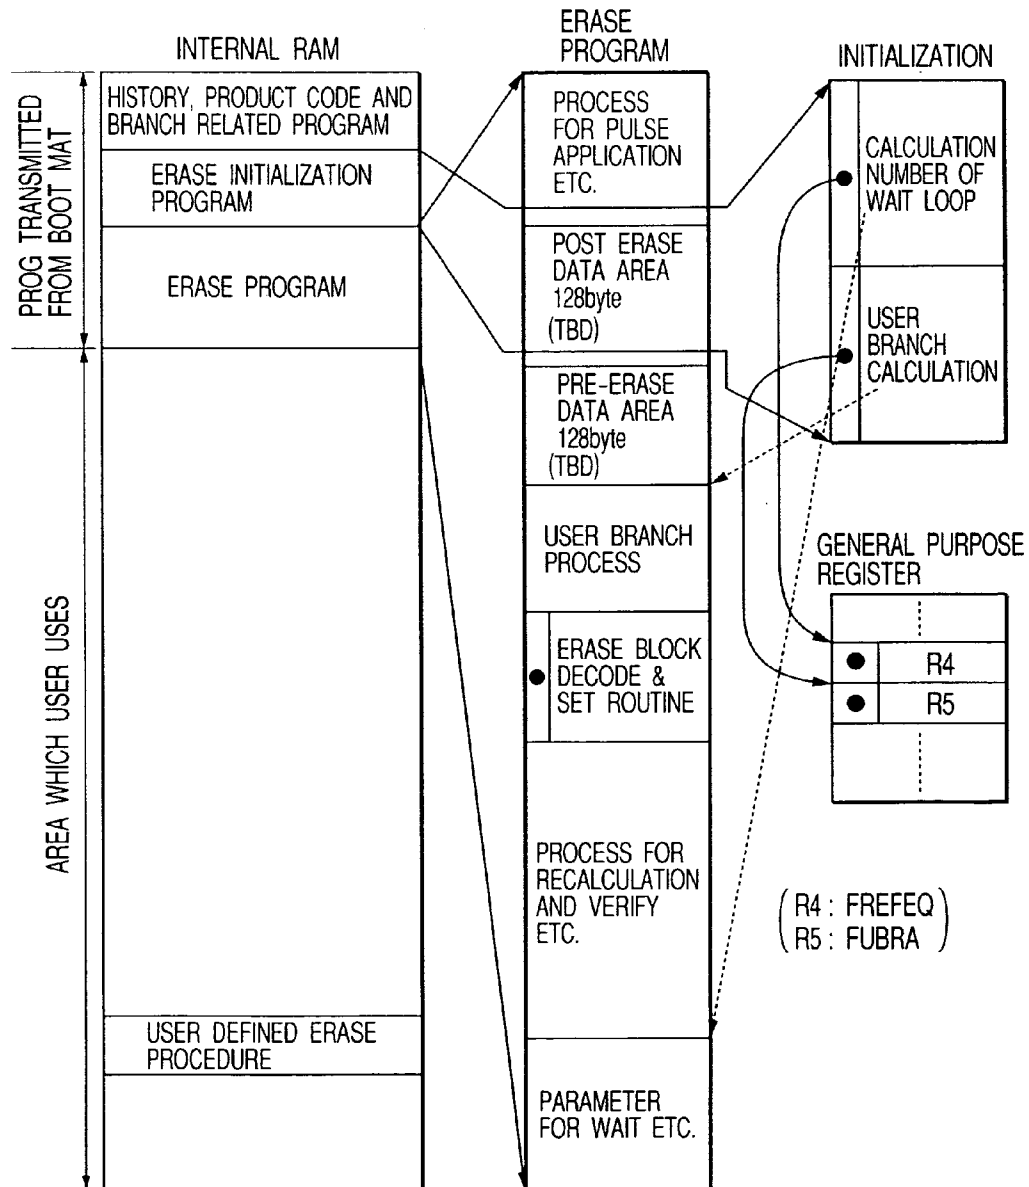 INTERNAL RAM
HISTORY, PRODUCT CODE AND
BRANCH RELATED PROGRAM
ERASE INITIALIZATION
PROGRAM
ERASE PROGRAM
USER DEFINED ERASE
PROCEDURE
PROG TRANSMITTED
FROM BOOT MAT
AREA WHICH USER USES
ERASE
PROGRAM
PROCESS
FOR PULSE
APPLICATION
ETC.
POST ERASE
DATA AREA
128byte
(TBD)
PRE-ERASE
DATA AREA
128byte
(TBD)
USER BRANCH
PROCESS
ERASE BLOCK
DECODE &
SET ROUTINE
PROCESS FOR
RECALCULATION
AND VERIFY
ETC.
PARAMETER
FOR WAIT ETC.
INITIALIZATION
CALCULATION
NUMBER OF
WAIT LOOP
USER
BRANCH
CALCULATION
GENERAL PURPOSE
REGISTER
R4
R5
(R4 : FREFEQ
R5 : FUBRA)